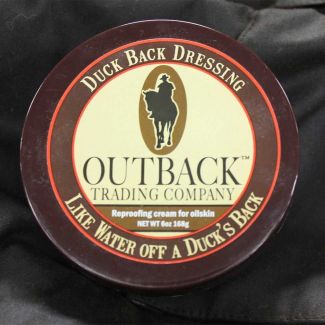 DUCK BACK DRESSING
OUTBACK™
TRADING COMPANY
Reproofing cream for oilskin
NET WT 6oz 168g
LIKE WATER OFF A DUCK'S BACK